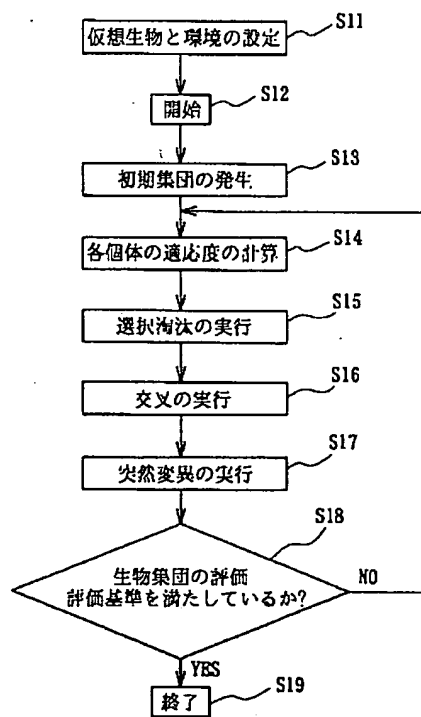 S11
仮想生物と環境の設定
S12
開始
S13
初期集団の発生
S14
各個体の適応度の計算
S15
選択淘汰の実行
S16
交叉の実行
S17
突然変異の実行
S18
生物集団の評価
評価基準を満たしているか?
NO
YES
S19
終了